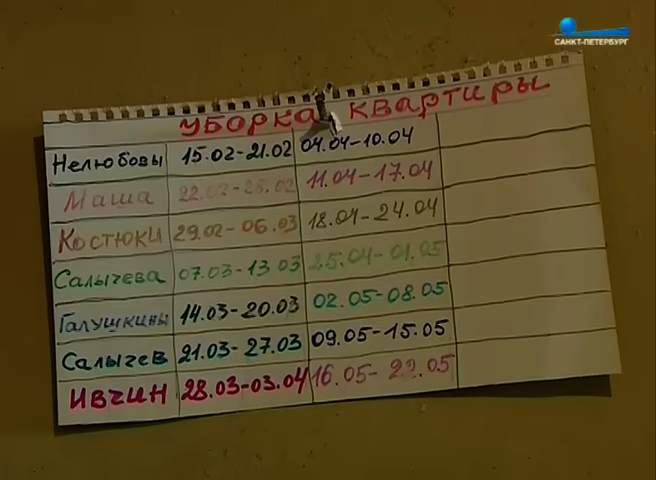 САНКТ-ПЕТЕРБУРГ
УБОРКА КВАРТИРЫ
Нелюбовы 15.02-21.02 04.04-10.04
Маша 22.02-28.02 11.04-17.04
Костюки 29.02-06.03 18.04-24.04
Салычева 07.03-13.03 25.04-01.05
Галушкины 14.03-20.03 02.05-08.05
Салычев 21.03-27.03 09.05-15.05
ИВЧИН 28.03-03.04 16.05-22.05